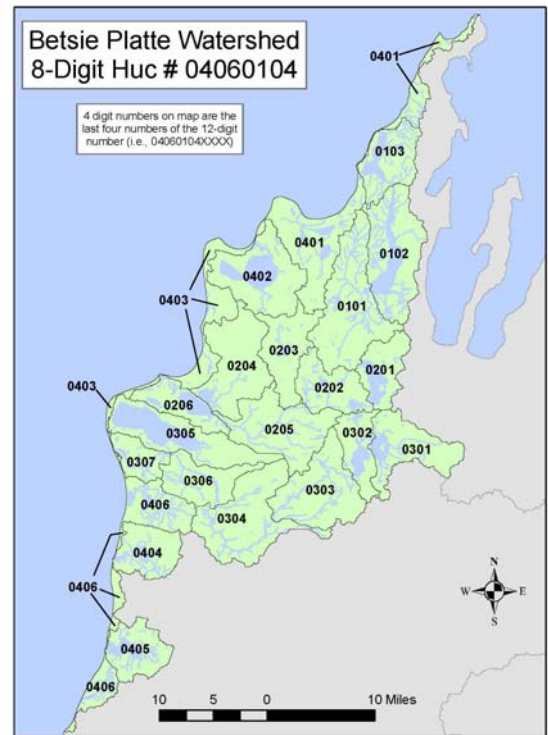 Betsie Platte Watershed
8-Digit Huc # 04060104
4 digit numbers on map are the
last four numbers of the 12-digit
number (i.e., 04060104XXXX)
0401
0103
0401
0102
0402
0403
0101
0203
0204
0201
0202
0403
0206
0205
0305
0302
0301
0307
0306
0303
0406
0304
0404
0406
0405
0406
N
W
E
S
10 5 0 10 Miles